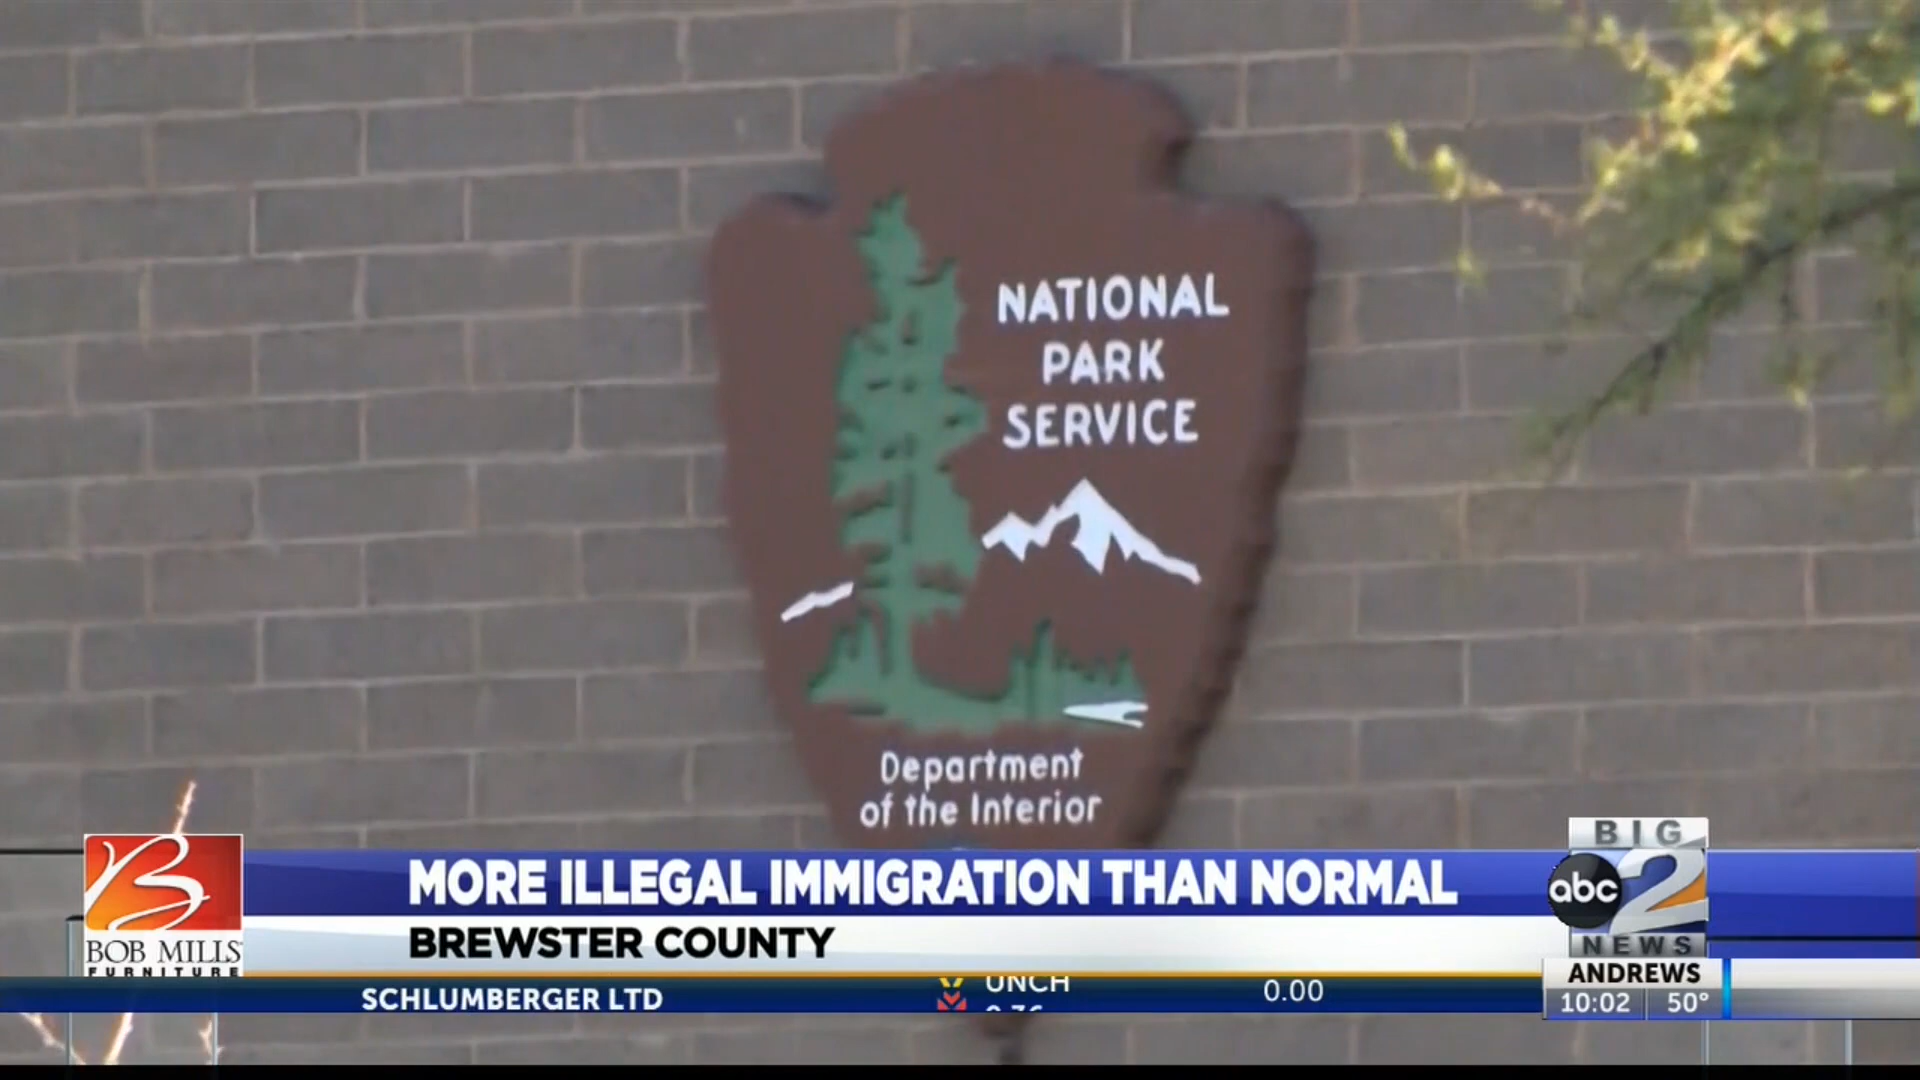 NATIONAL
PARK
SERVICE
Department
of the Interior
MORE ILLEGAL IMMIGRATION THAN NORMAL
BREWSTER COUNTY
BOB MILLS
FURNITURE
BIG
abc 2
NEWS
ANDREWS
10:02 50°
SCHLUMBERGER LTD UNCH 0.00